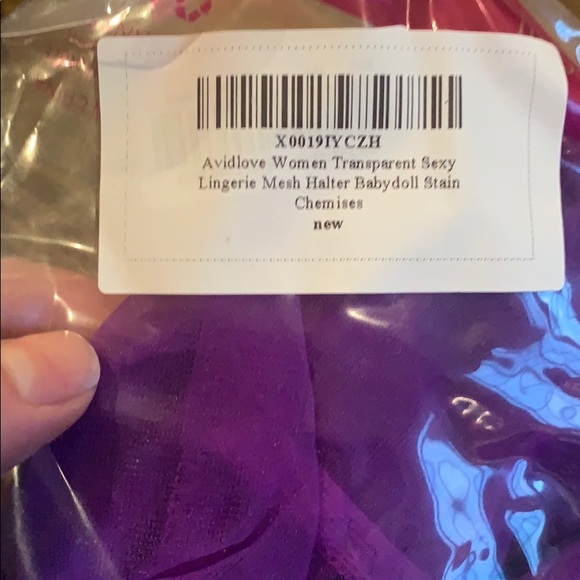 X0019IYCZH
Avidlove Women Transparent Sexy
Lingerie Mesh Halter Babydoll Stain
Chemises
new